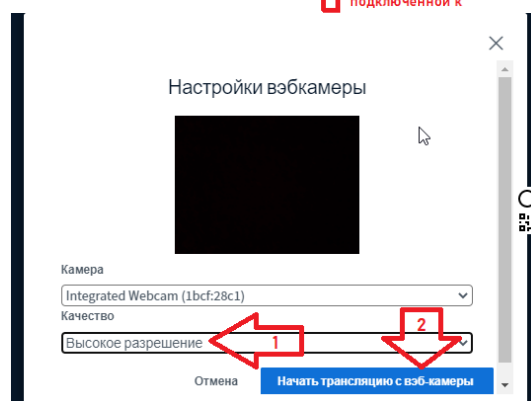 подключенной к
Настройки вэбкамеры
Камера
Integrated Webcam (1bcf:28c1)
Качество
Высокое разрешение
1
2
Отмена
Начать трансляцию с вэб-камеры